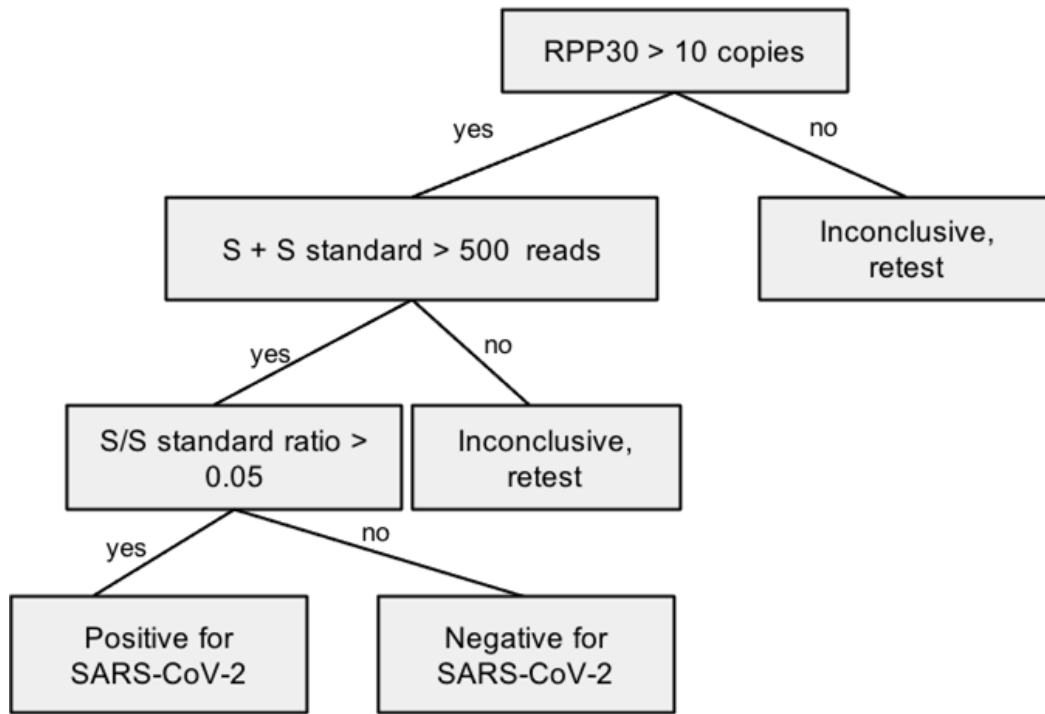 RPP30 > 10 copies
yes
no
S + S standard > 500 reads
Inconclusive,
retest
yes
no
S/S standard ratio >
0.05
Inconclusive,
retest
yes
no
Positive for
SARS-CoV-2
Negative for
SARS-CoV-2